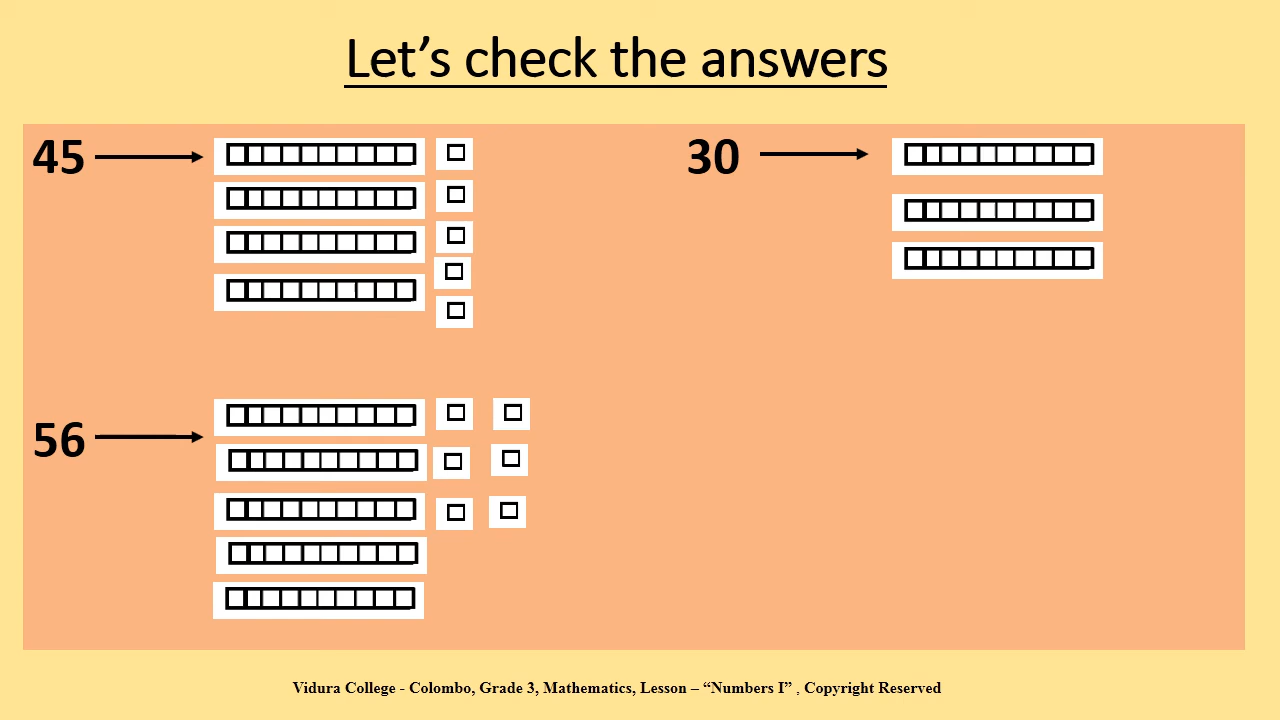 Let’s check the answers
45
30
56
Vidura College - Colombo, Grade 3, Mathematics, Lesson – “Numbers I” , Copyright Reserved